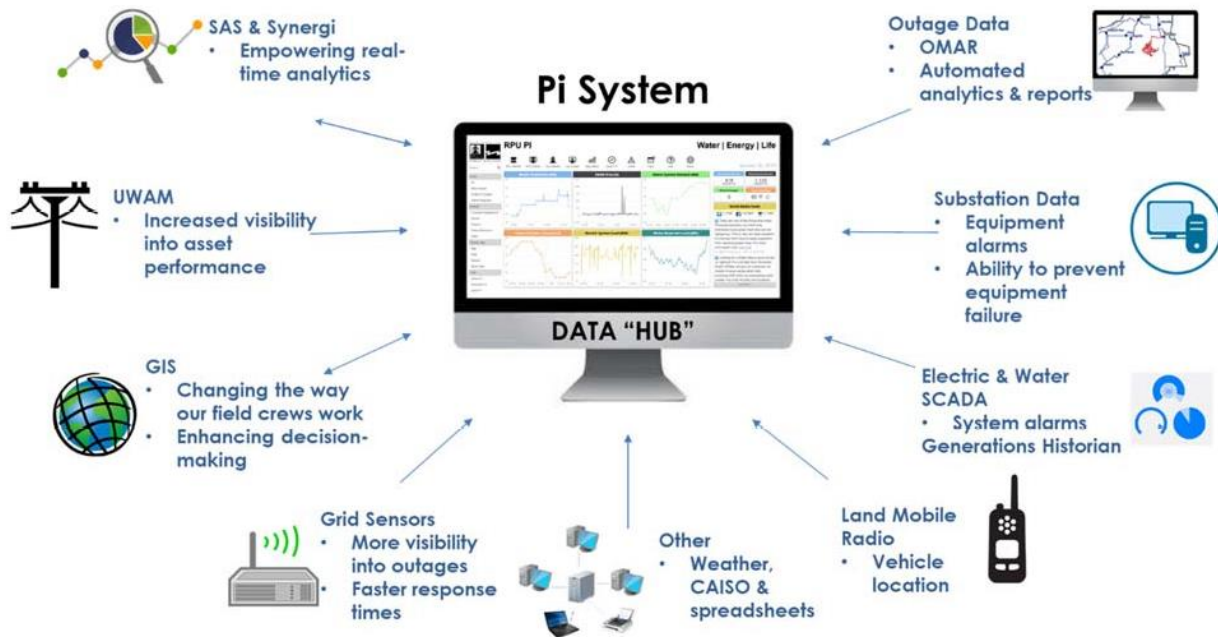 SAS & Synergi
• Empowering real-
time analytics
Pi System
Outage Data
• OMAR
• Automated
analytics & reports
RPU PI
Water | Energy | Life
UWAM
• Increased visibility
into asset
performance
Substation Data
• Equipment
alarms
• Ability to prevent
equipment
failure
DATA “HUB”
GIS
• Changing the way
our field crews work
• Enhancing decision-
making
Electric & Water
SCADA
• System alarms
Generations Historian
Grid Sensors
• More visibility
into outages
• Faster response
times
Other
• Weather,
CAISO &
spreadsheets
Land Mobile
Radio
• Vehicle
location